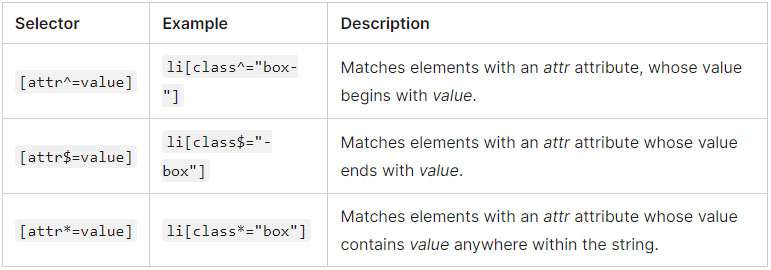 Selector Example Description
[attr^=value] li[class^="box-
"] Matches elements with an attr attribute, whose value
begins with value.
[attr$=value] li[class$="-
box"] Matches elements with an attr attribute whose value
ends with value.
[attr*=value] li[class*="box"] Matches elements with an attr attribute whose value
contains value anywhere within the string.